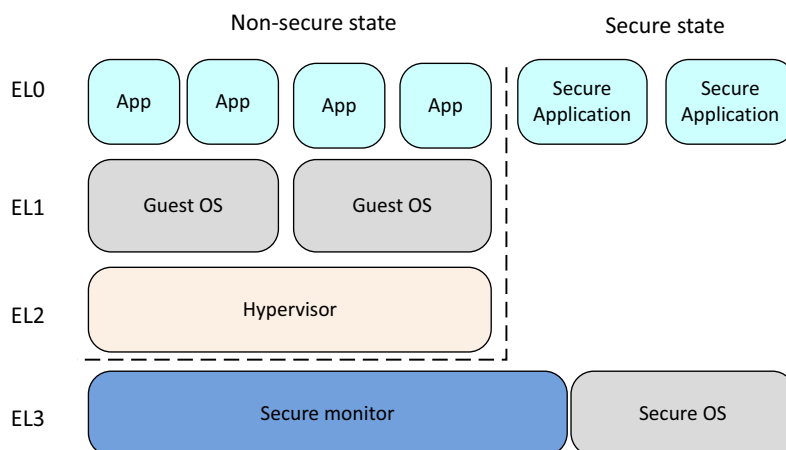 Non-secure state
Secure state
EL0
App
App
App
App
Secure
Application
Secure
Application
EL1
Guest OS
Guest OS
EL2
Hypervisor
EL3
Secure monitor
Secure OS